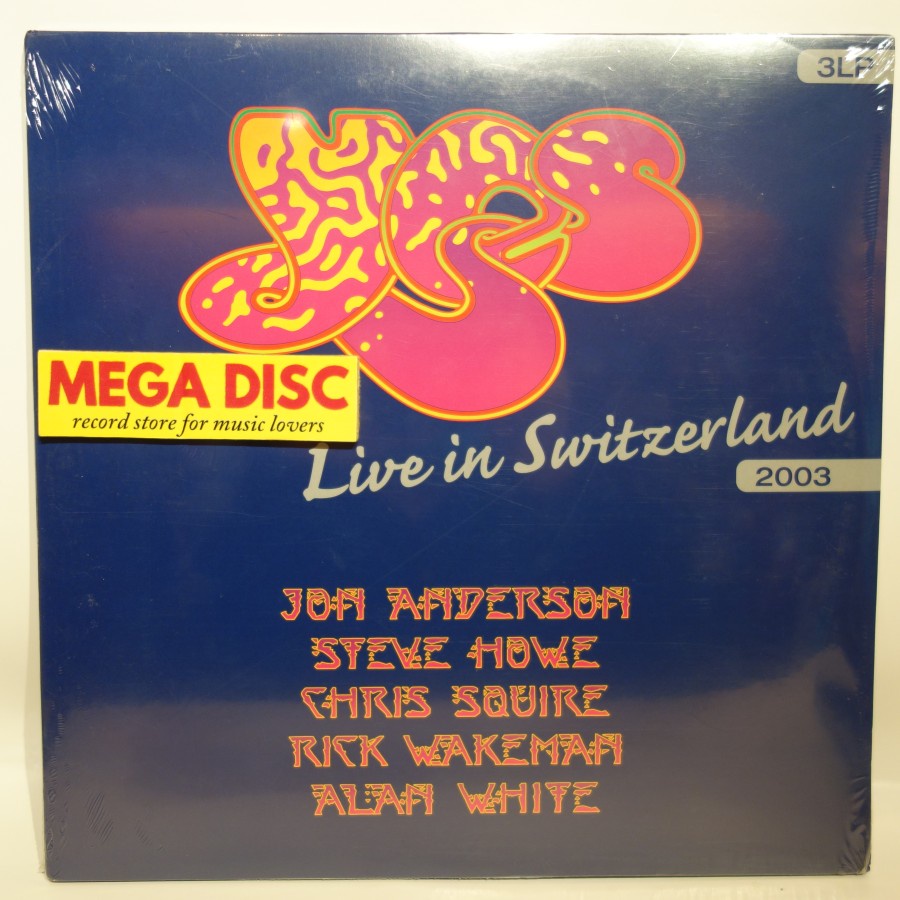 3LP
YES
MEGA DISC
record store for music lovers
Live in Switzerland
2003
JON ANDERSON
STEVE HOWE
CHRIS SQUIRE
RICK WAKEMAN
ALAN WHITE